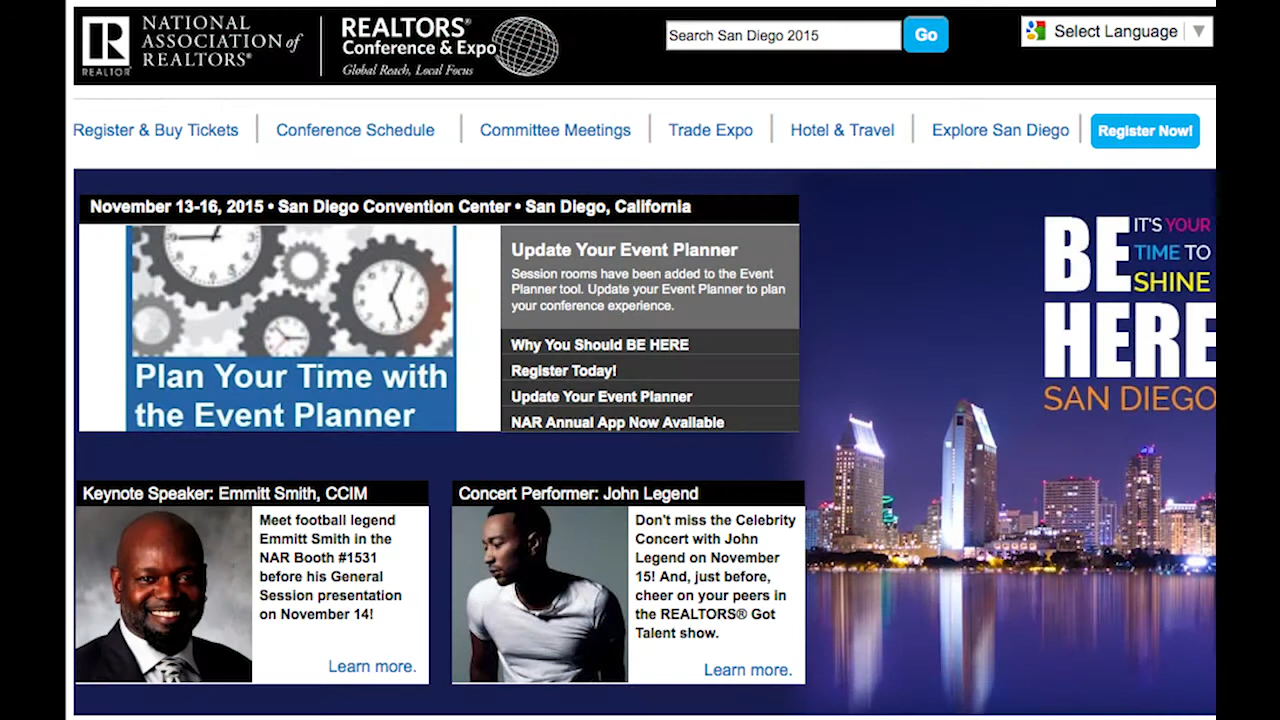 NATIONAL
ASSOCIATION of
REALTORS®
REALTOR®
REALTORS®
Conference & Expo
Global Reach, Local Focus
Search San Diego 2015
Go
Select Language
Register & Buy Tickets
Conference Schedule
Committee Meetings
Trade Expo
Hotel & Travel
Explore San Diego
Register Now!
November 13-16, 2015 • San Diego Convention Center • San Diego, California
Plan Your Time with
the Event Planner
Update Your Event Planner
Session rooms have been added to the Event
Planner tool. Update your Event Planner to plan
your conference experience.
Why You Should BE HERE
Register Today!
Update Your Event Planner
NAR Annual App Now Available
BE
IT'S YOUR
TIME TO
SHINE
HERE
SAN DIEGO
Keynote Speaker: Emmitt Smith, CCIM
Meet football legend
Emmitt Smith in the
NAR Booth #1531
before his General
Session presentation
on November 14!
Learn more.
Concert Performer: John Legend
Don't miss the Celebrity
Concert with John
Legend on November
15! And, just before,
cheer on your peers in
the REALTORS® Got
Talent show.
Learn more.